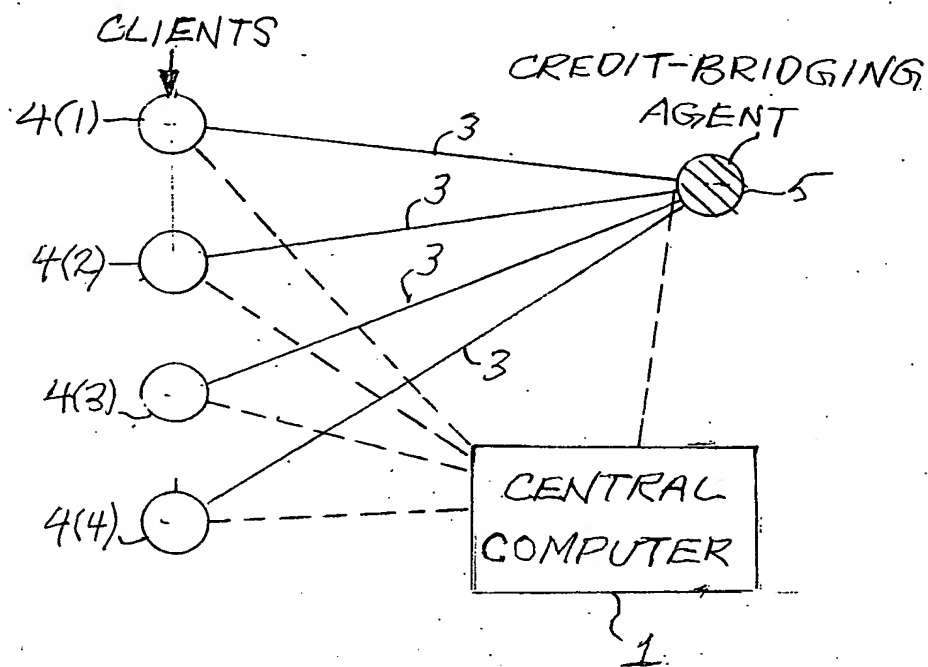 CLIENTS
CREDIT-BRIDGING
AGENT
4(1)
3
5
3
4(2)
3
4(3)
3
4(4)
CENTRAL
COMPUTER
1